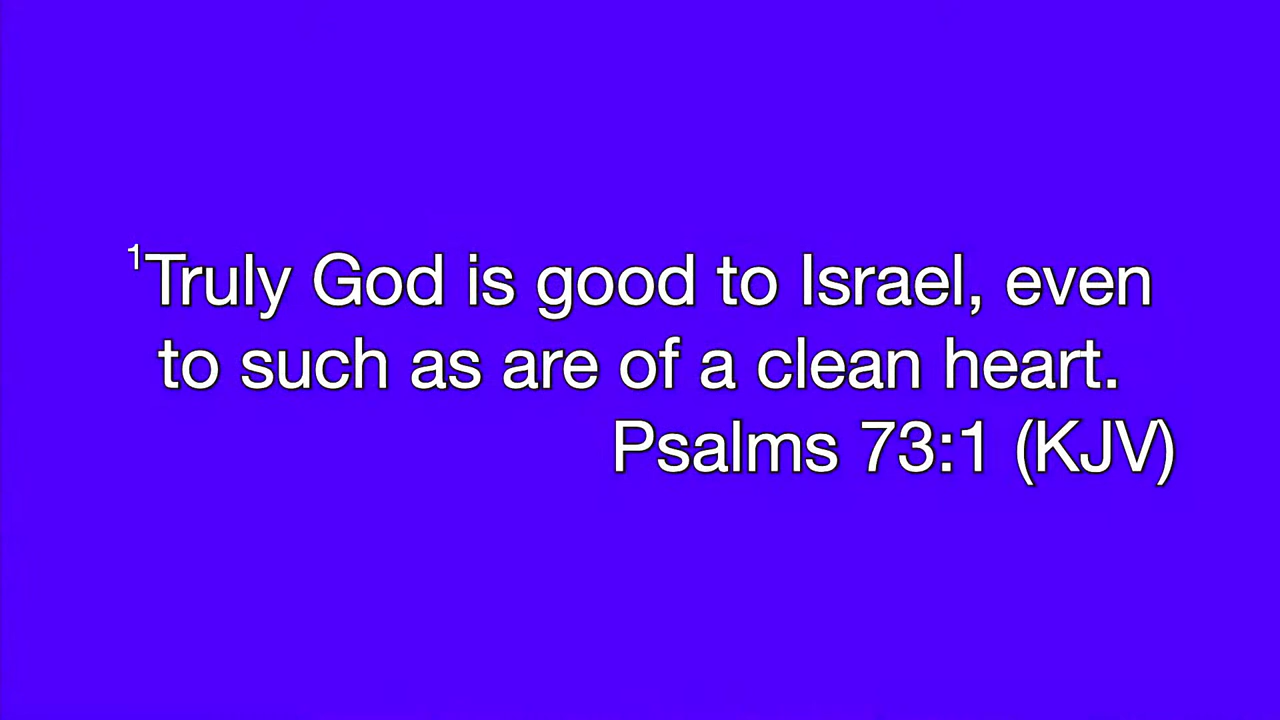 ¹Truly God is good to Israel, even
to such as are of a clean heart.
Psalms 73:1 (KJV)